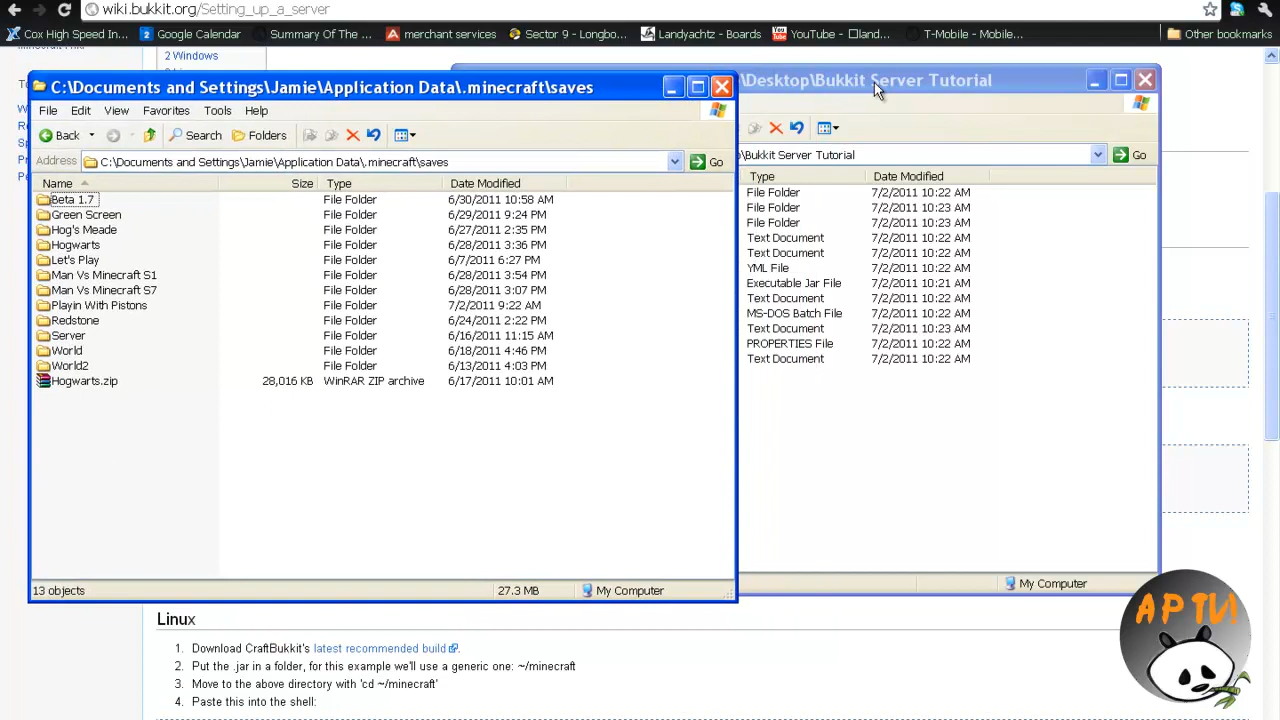 wiki.bukkit.org/Setting_up_a_server
Cox High Speed In... Google Calendar Summary Of The ... merchant services Sector 9 - Longbo... Landyachtz - Boards YouTube - land... T-Mobile - Mobile... Other bookmarks
2 Windows
C:\Documents and Settings\Jamie\Application Data\.minecraft\saves
\Desktop\Bukkit Server Tutorial
File Edit View Favorites Tools Help
Back Search Folders
Address C:\Documents and Settings\Jamie\Application Data\.minecraft\saves Go
\Bukkit Server Tutorial Go
Name Size Type Date Modified
Beta 1.7 File Folder 6/30/2011 10:58 AM
Green Screen File Folder 6/29/2011 9:24 PM
Hog's Meade File Folder 6/27/2011 2:35 PM
Hogwarts File Folder 6/28/2011 3:36 PM
Let's Play File Folder 6/7/2011 6:27 PM
Man Vs Minecraft S1 File Folder 6/28/2011 3:54 PM
Man Vs Minecraft S7 File Folder 6/28/2011 3:07 PM
Playin With Pistons File Folder 7/2/2011 9:22 AM
Redstone File Folder 6/24/2011 2:22 PM
Server File Folder 6/16/2011 11:15 AM
World File Folder 6/18/2011 4:46 PM
World2 File Folder 6/13/2011 4:03 PM
Hogwarts.zip 28,016 KB WinRAR ZIP archive 6/17/2011 10:01 AM
13 objects 27.3 MB My Computer
Type Date Modified
File Folder 7/2/2011 10:22 AM
File Folder 7/2/2011 10:23 AM
File Folder 7/2/2011 10:23 AM
Text Document 7/2/2011 10:22 AM
Text Document 7/2/2011 10:22 AM
YML File 7/2/2011 10:22 AM
Executable Jar File 7/2/2011 10:21 AM
Text Document 7/2/2011 10:22 AM
MS-DOS Batch File 7/2/2011 10:22 AM
Text Document 7/2/2011 10:23 AM
PROPERTIES File 7/2/2011 10:22 AM
Text Document 7/2/2011 10:22 AM
My Computer
Linux
1. Download CraftBukkit's latest recommended build.
2. Put the .jar in a folder, for this example we'll use a generic one: ~/minecraft
3. Move to the above directory with 'cd ~/minecraft'
4. Paste this into the shell: